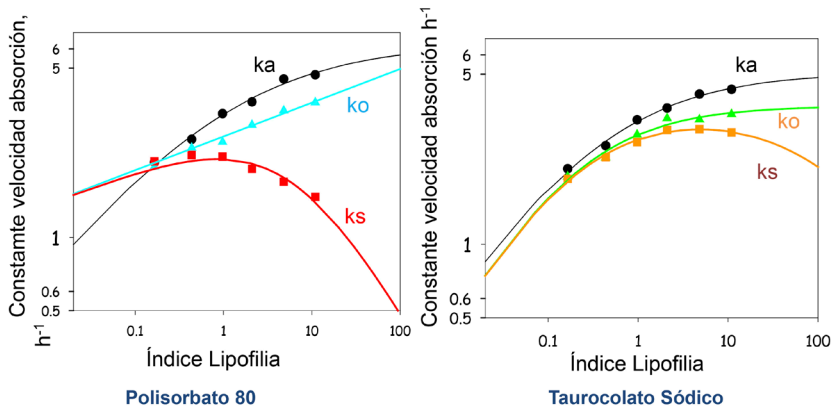 Constamte velocidad absorción, h⁻¹
6
5
1
0.6
0.5
ka
ko
ks
0.1
1
10
100
Índice Lipofilia
Polisorbato 80
Constante velocidad absorción h⁻¹
6
5
1
0.6
0.5
ka
ko
ks
0.1
1
10
100
Índice Lipofilia
Taurocolato Sódico